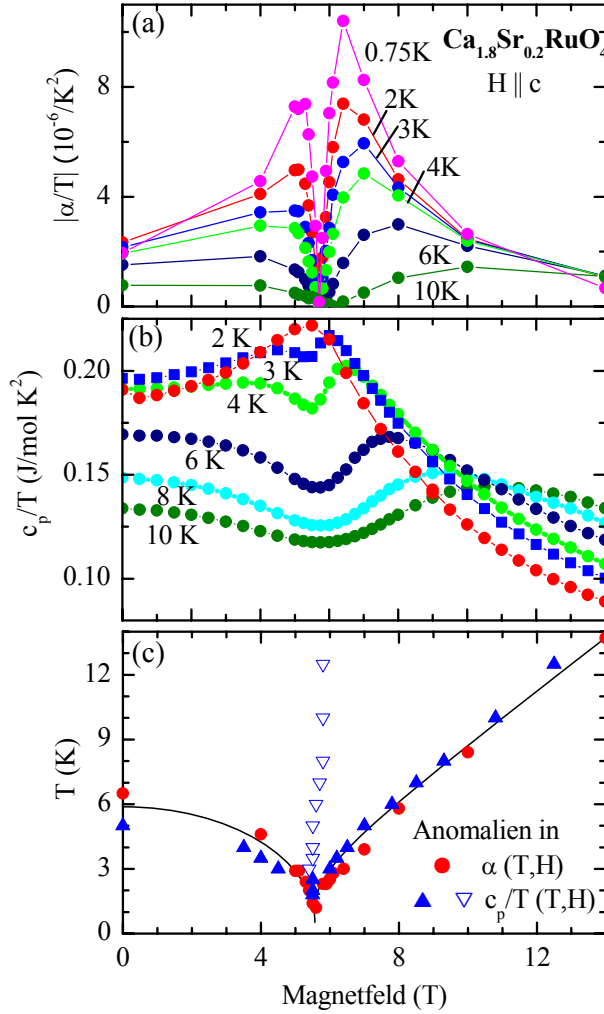 (a)
Ca1.8Sr0.2RuO4
H || c
0.75K
2K
3K
4K
6K
10K
|α/T| (10⁻⁶/K²)
8
4
0
(b)
2 K
3 K
4 K
6 K
8 K
10 K
cp/T (J/mol K²)
0.20
0.15
0.10
(c)
T (K)
12
9
6
3
0
Anomalien in
α (T,H)
cp/T (T,H)
0 4 8 12
Magnetfeld (T)